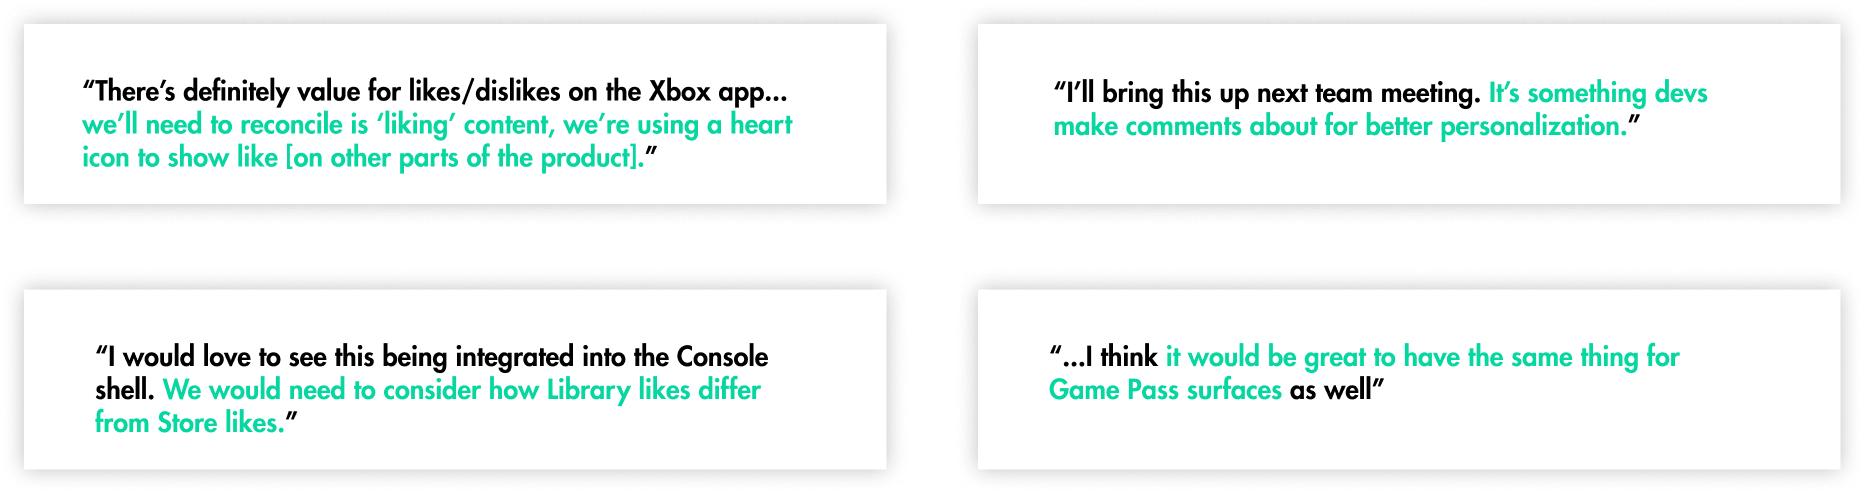 “There’s definitely value for likes/dislikes on the Xbox app...
we’ll need to reconcile is ‘liking’ content, we’re using a heart
icon to show like [on other parts of the product].”
“I’ll bring this up next team meeting. It’s something devs
make comments about for better personalization.”
“I would love to see this being integrated into the Console
shell. We would need to consider how Library likes differ
from Store likes.”
“...I think it would be great to have the same thing for
Game Pass surfaces as well”